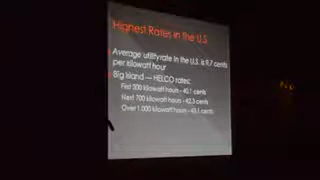 Highest Rates in the U.S.
Average utility rate in the U.S. is 9.7 cents
per kilowatt hour
Big Island — HELCO rates:
First 300 kilowatt hours - 40.1 cents
Next 700 kilowatt hours - 42.3 cents
Over 1,000 kilowatt hours - 43.1 cents